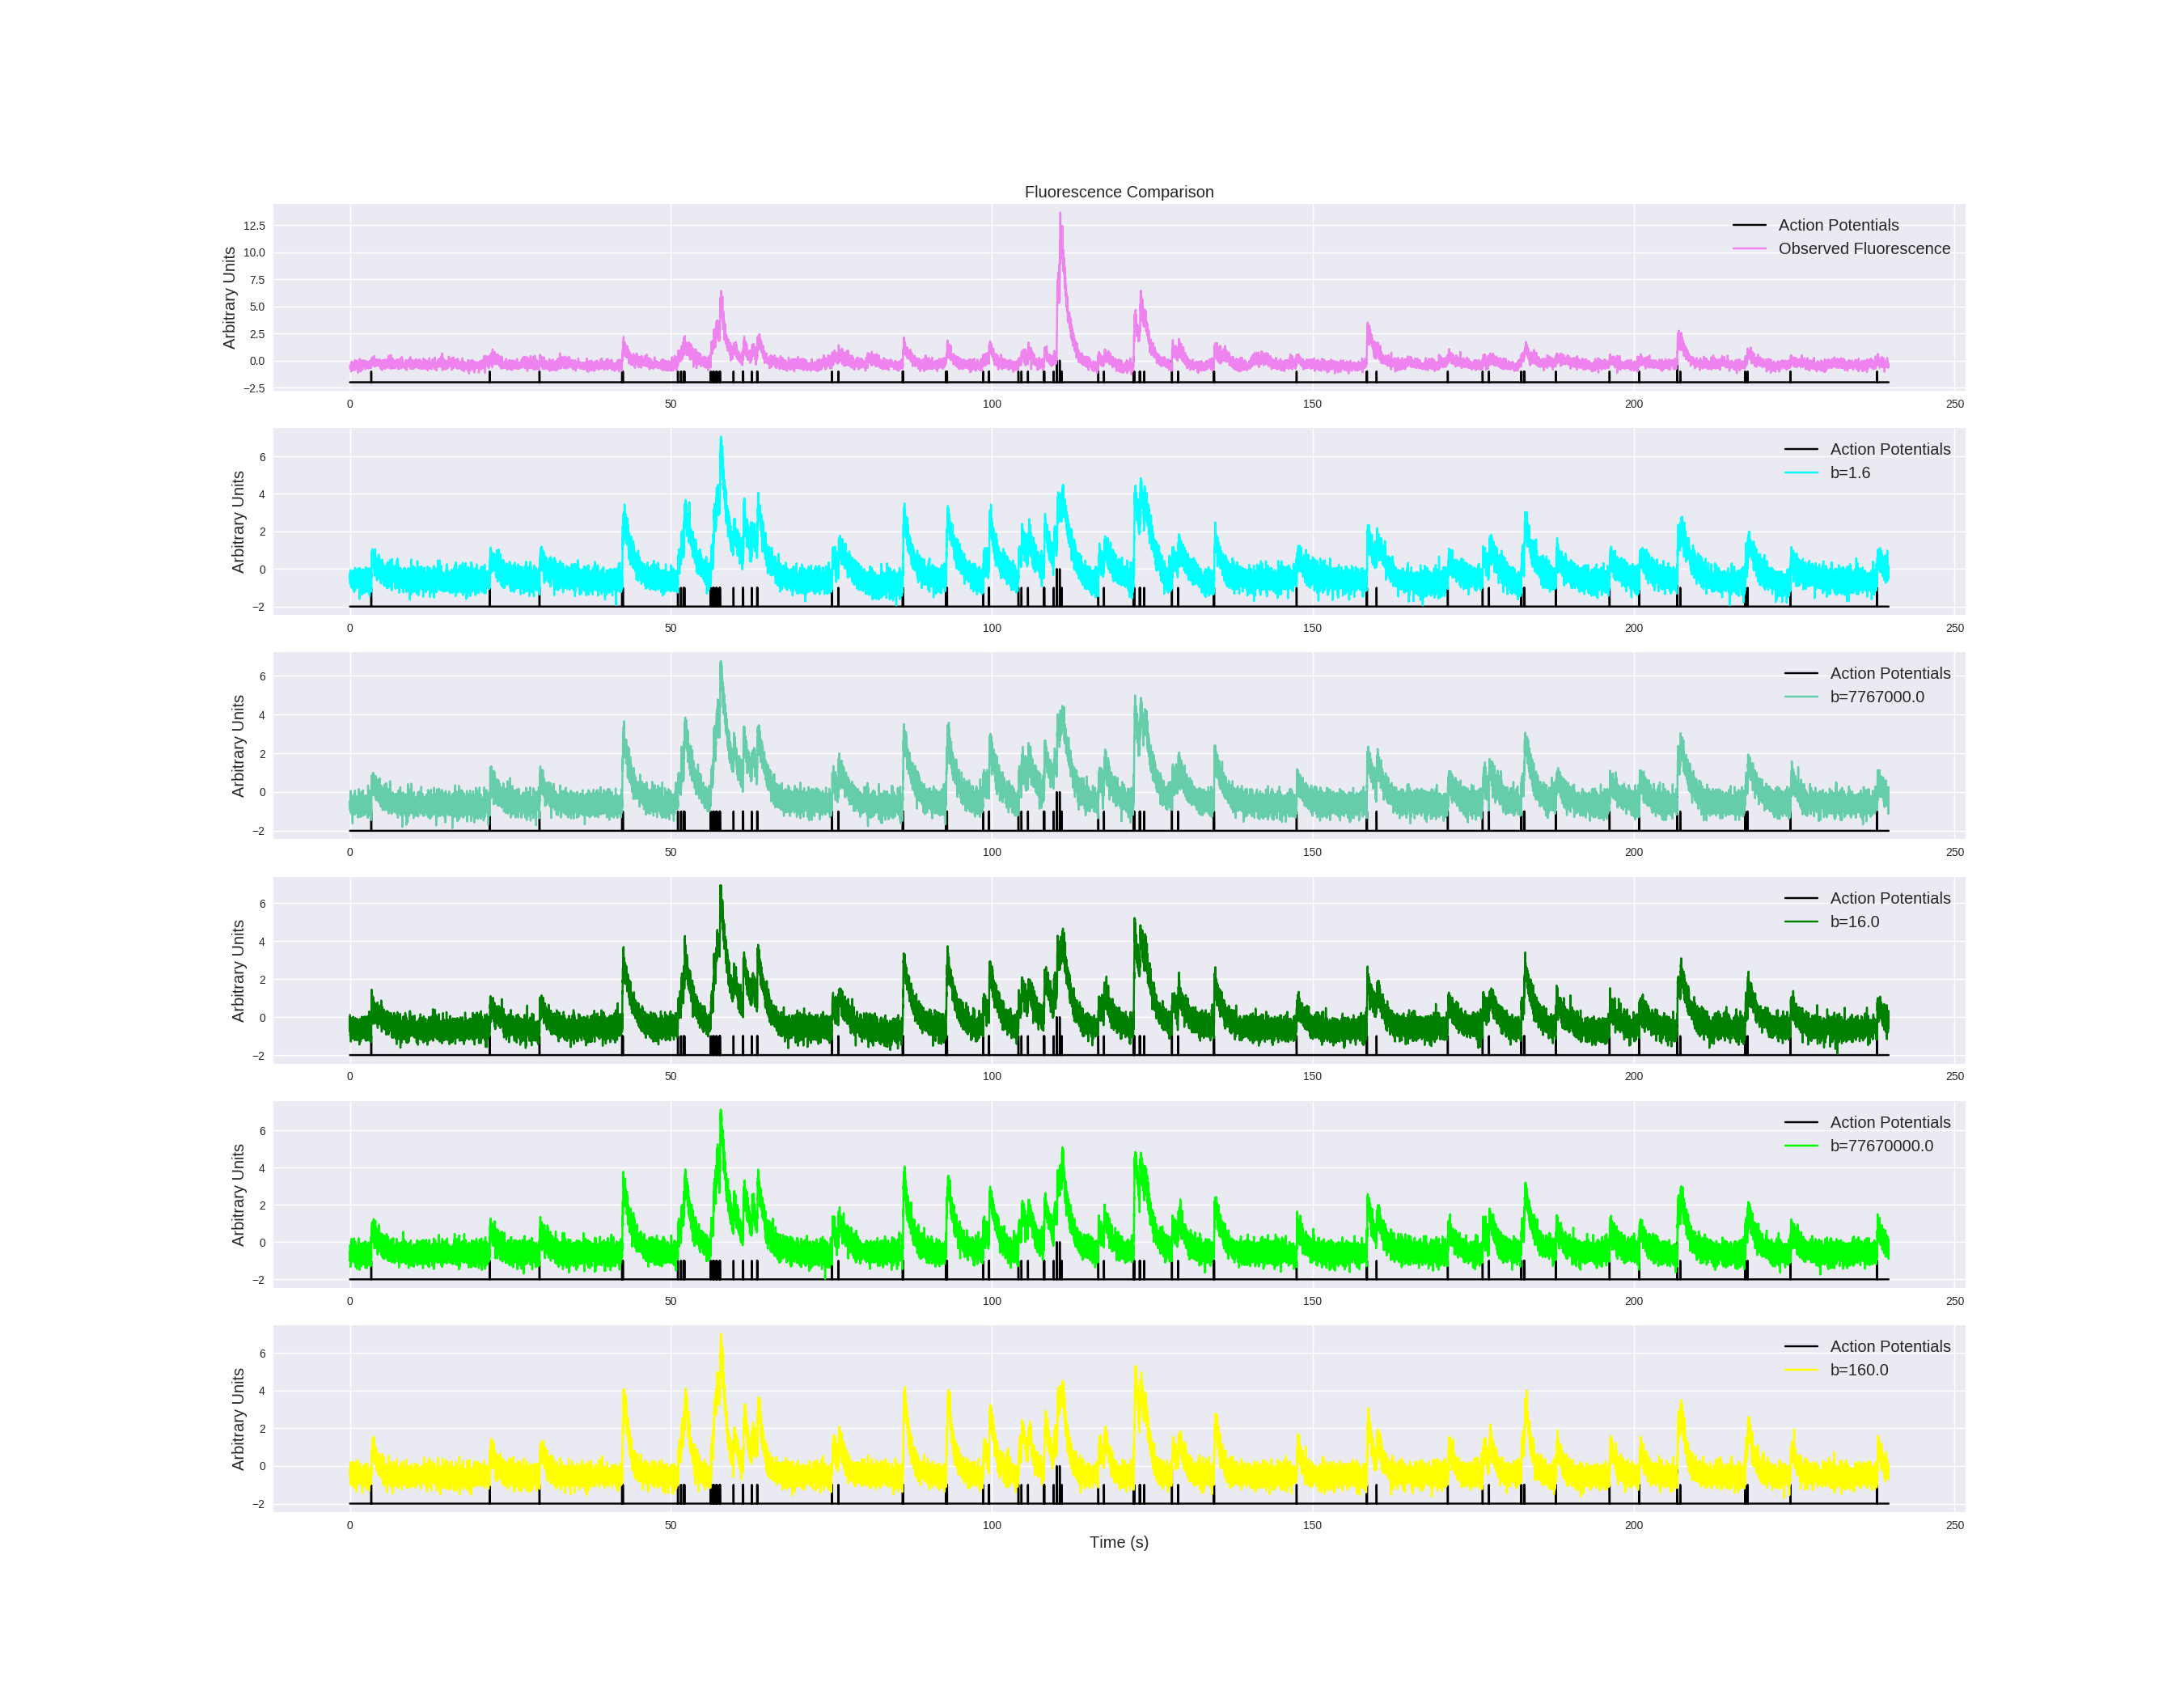 Fluorescence Comparison
Arbitrary Units
12.5
10.0
7.5
5.0
2.5
0.0
−2.5
Action Potentials
Observed Fluorescence
0 50 100 150 200 250
Arbitrary Units
6
4
2
0
−2
Action Potentials
b=1.6
0 50 100 150 200 250
Arbitrary Units
6
4
2
0
−2
Action Potentials
b=7767000.0
0 50 100 150 200 250
Arbitrary Units
6
4
2
0
−2
Action Potentials
b=16.0
0 50 100 150 200 250
Arbitrary Units
6
4
2
0
−2
Action Potentials
b=77670000.0
0 50 100 150 200 250
Arbitrary Units
6
4
2
0
−2
Action Potentials
b=160.0
0 50 100 150 200 250
Time (s)